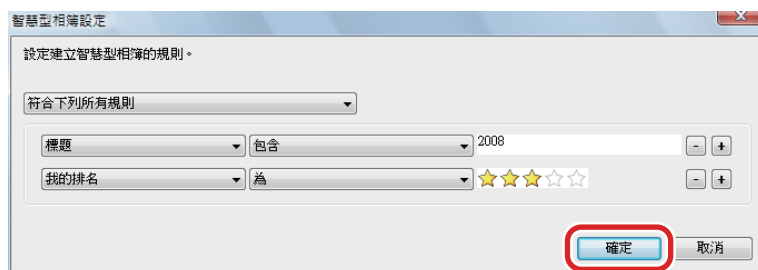 智慧型相簿設定
設定建立智慧型相簿的規則。
符合下列所有規則
標題 包含 2008 - +
我的排名 為 - +
確定 取消